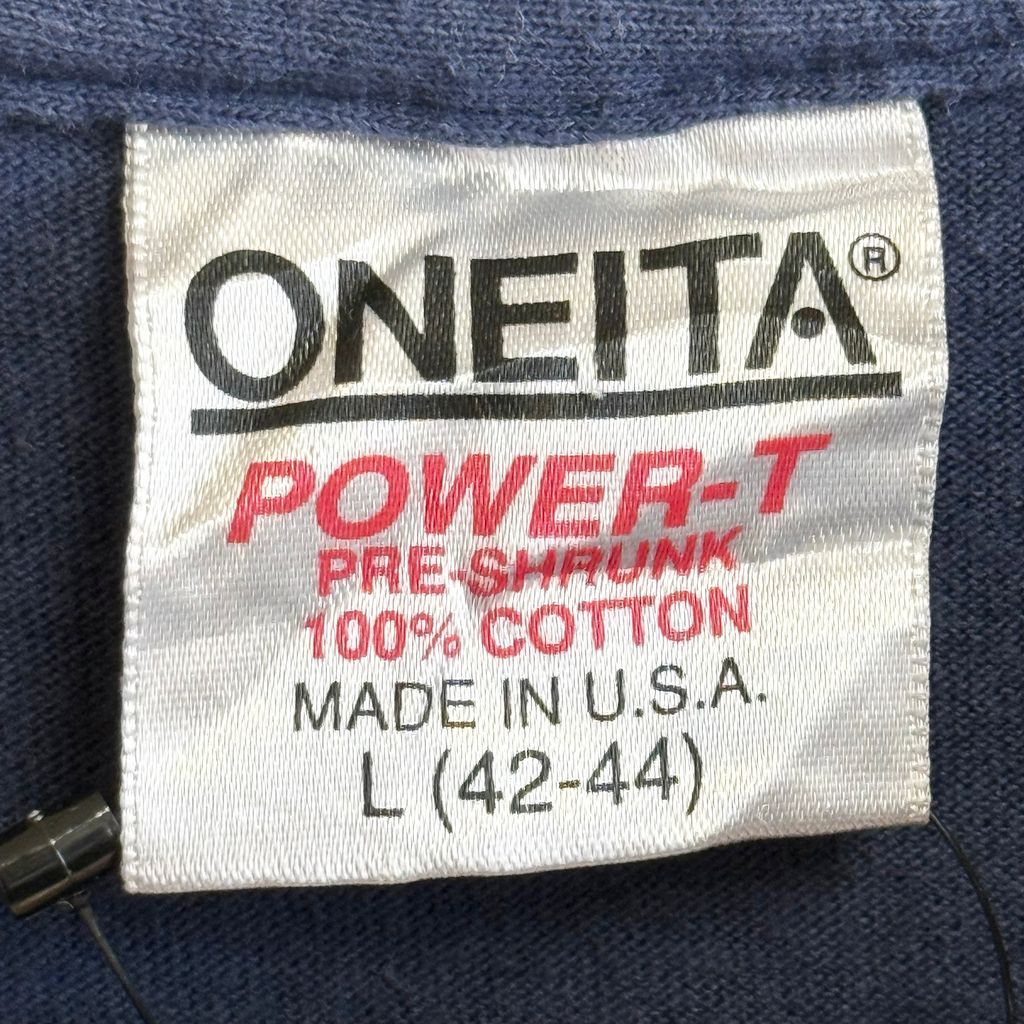 ONEITA®
POWER-T
PRE-SHRUNK
100% COTTON
MADE IN U.S.A.
L (42-44)